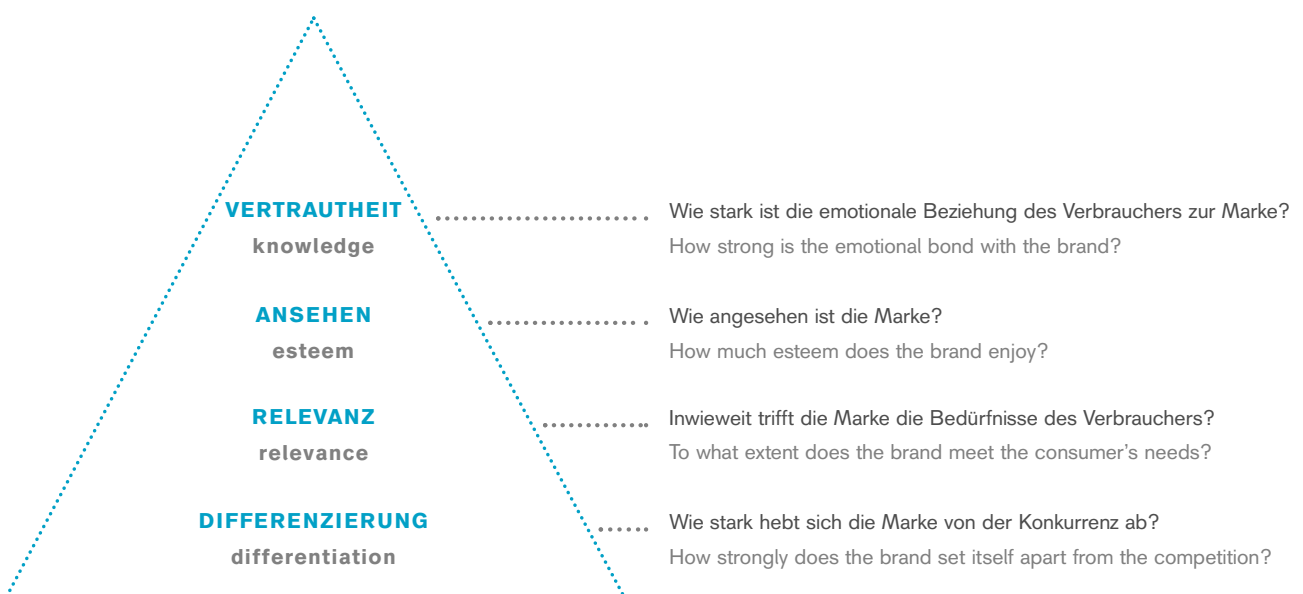 VERTRAUTHEIT
knowledge
Wie stark ist die emotionale Beziehung des Verbrauchers zur Marke?
How strong is the emotional bond with the brand?
ANSEHEN
esteem
Wie angesehen ist die Marke?
How much esteem does the brand enjoy?
RELEVANZ
relevance
Inwieweit trifft die Marke die Bedürfnisse des Verbrauchers?
To what extent does the brand meet the consumer’s needs?
DIFFERENZIERUNG
differentiation
Wie stark hebt sich die Marke von der Konkurrenz ab?
How strongly does the brand set itself apart from the competition?